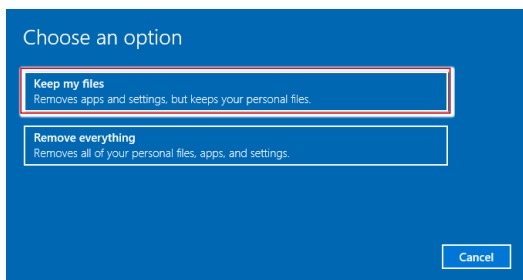 Choose an option
Keep my files
Removes apps and settings, but keeps your personal files.
Remove everything
Removes all of your personal files, apps, and settings.
Cancel